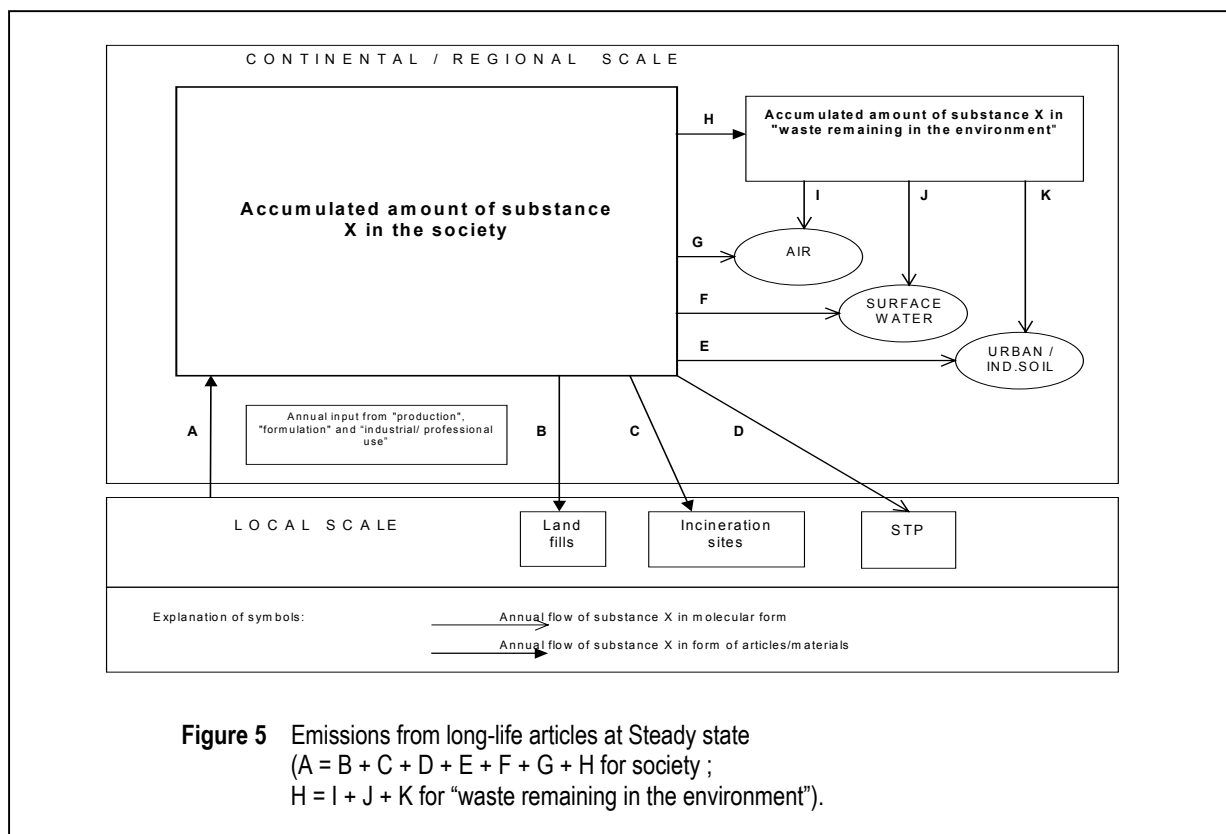 CONTINENTAL / REGIONAL SCALE
Accumulated amount of substance
X in the society
H
Accumulated amount of substance X in
"waste remaining in the environment"
I
J
K
G
AIR
F
SURFACE
WATER
E
URBAN /
IND.SOIL
A
Annual input from "production",
"formulation" and “industrial/ professional
use”
B
C
D
LOCAL SCALE
Land
fills
Incineration
sites
STP
Explanation of symbols:
Annual flow of substance X in molecular form
Annual flow of substance X in form of articles/materials
Figure 5 Emissions from long-life articles at Steady state
(A = B + C + D + E + F + G + H for society ;
H = I + J + K for “waste remaining in the environment”).